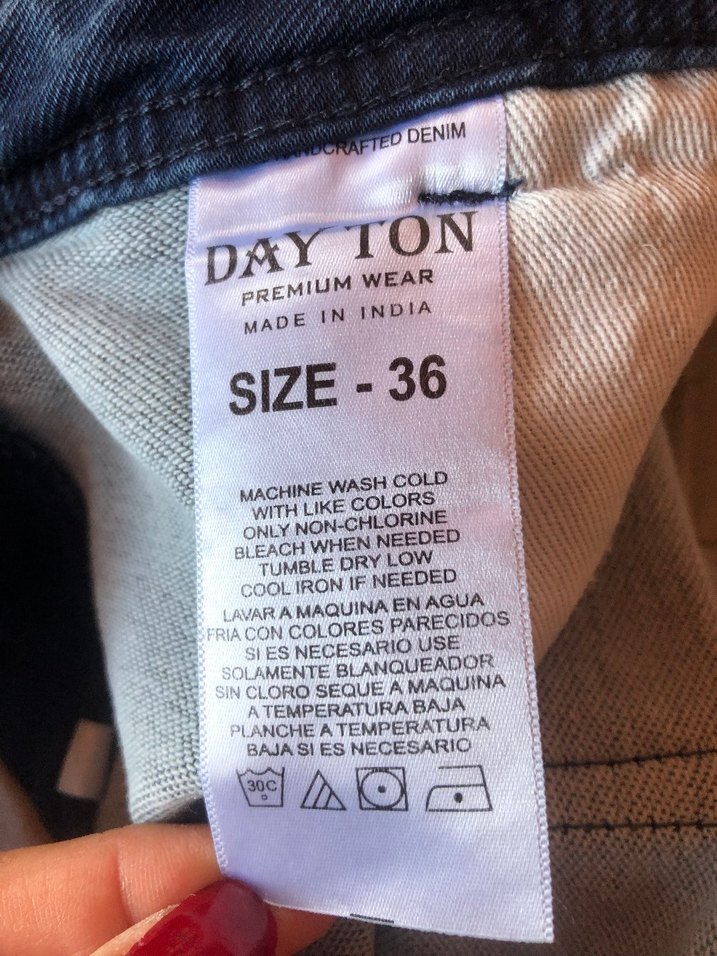 HANDCRAFTED DENIM
DAYTON
PREMIUM WEAR
MADE IN INDIA
SIZE - 36
MACHINE WASH COLD
WITH LIKE COLORS
ONLY NON-CHLORINE
BLEACH WHEN NEEDED
TUMBLE DRY LOW
COOL IRON IF NEEDED
LAVAR A MAQUINA EN AGUA
FRIA CON COLORES PARECIDOS
SI ES NECESARIO USE
SOLAMENTE BLANQUEADOR
SIN CLORO SEQUE A MAQUINA
A TEMPERATURA BAJA
PLANCHE A TEMPERATURA
BAJA SI ES NECESARIO
30C